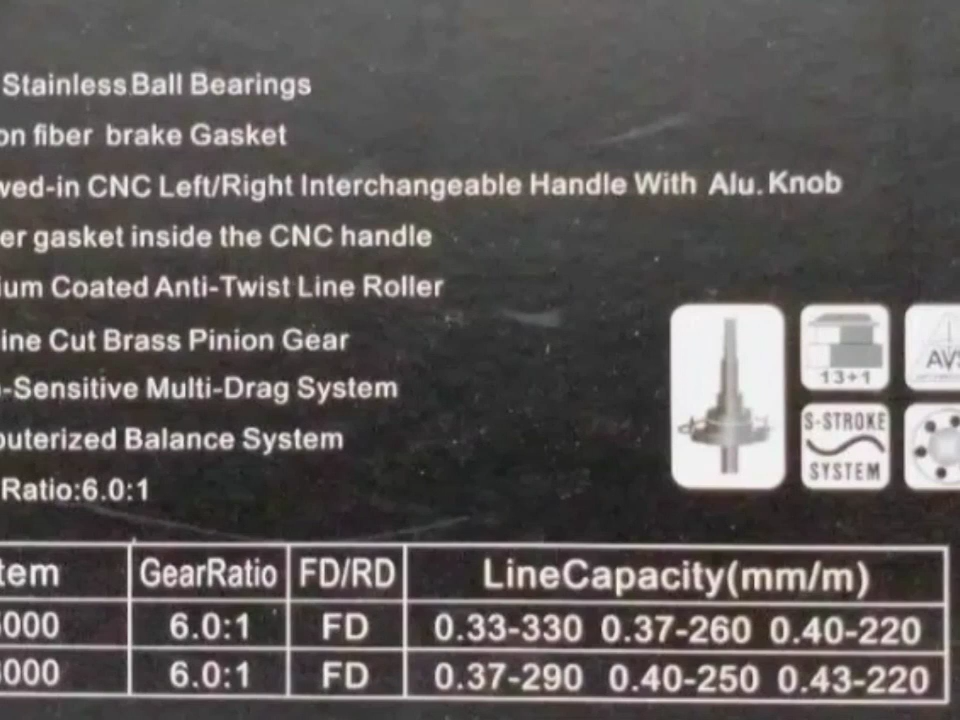 Stainless Ball Bearings
on fiber brake Gasket
wed-in CNC Left/Right Interchangeable Handle With Alu. Knob
er gasket inside the CNC handle
ium Coated Anti-Twist Line Roller
ine Cut Brass Pinion Gear
-Sensitive Multi-Drag System
outerized Balance System
Ratio:6.0:1
13+1
AVS
S-STROKE
SYSTEM
tem GearRatio FD/RD LineCapacity(mm/m)
000 6.0:1 FD 0.33-330 0.37-260 0.40-220
000 6.0:1 FD 0.37-290 0.40-250 0.43-220